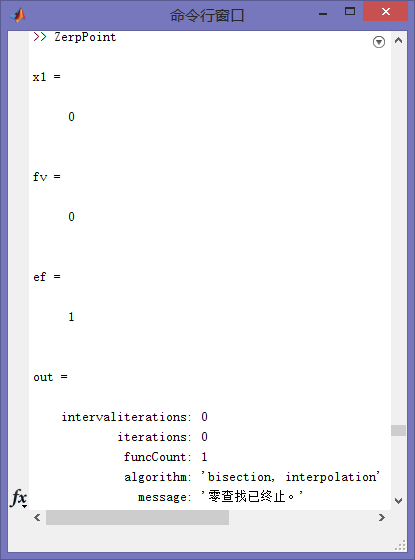 命令行窗口
>> ZerpPoint
x1 =
0
fv =
0
ef =
1
out =
intervaliterations: 0
iterations: 0
funcCount: 1
algorithm: 'bisection, interpolation'
message: '零查找已终止。'
fx